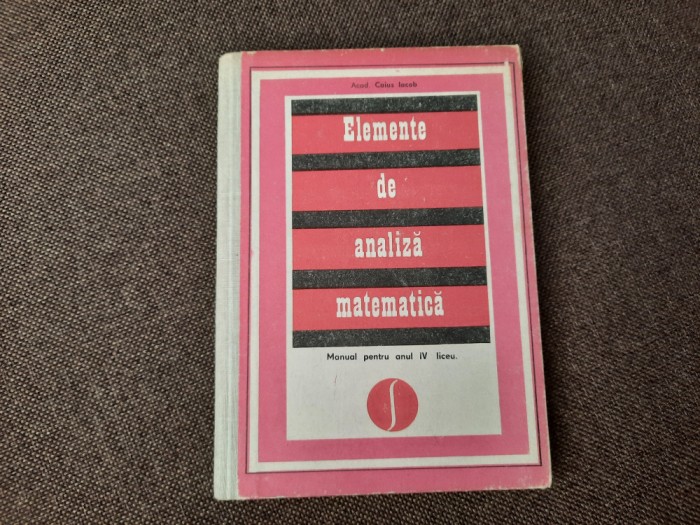 Acad. Caius Iacob
Elemente
de
analiză
matematică
Manual pentru anul IV liceu.
∫